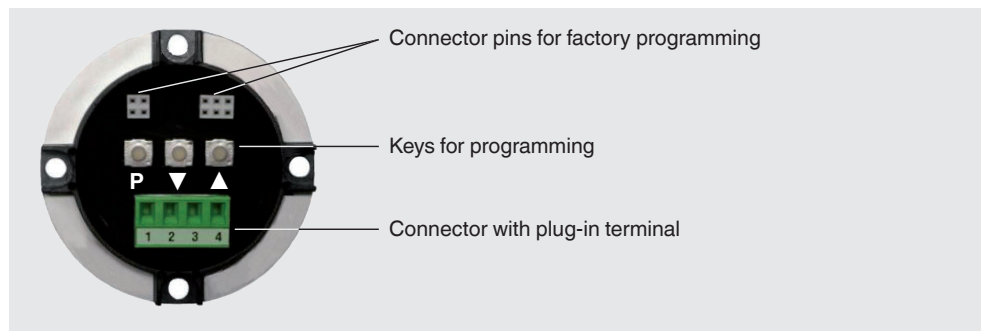 Connector pins for factory programming
Keys for programming
P ▼ ▲
Connector with plug-in terminal
1 2 3 4